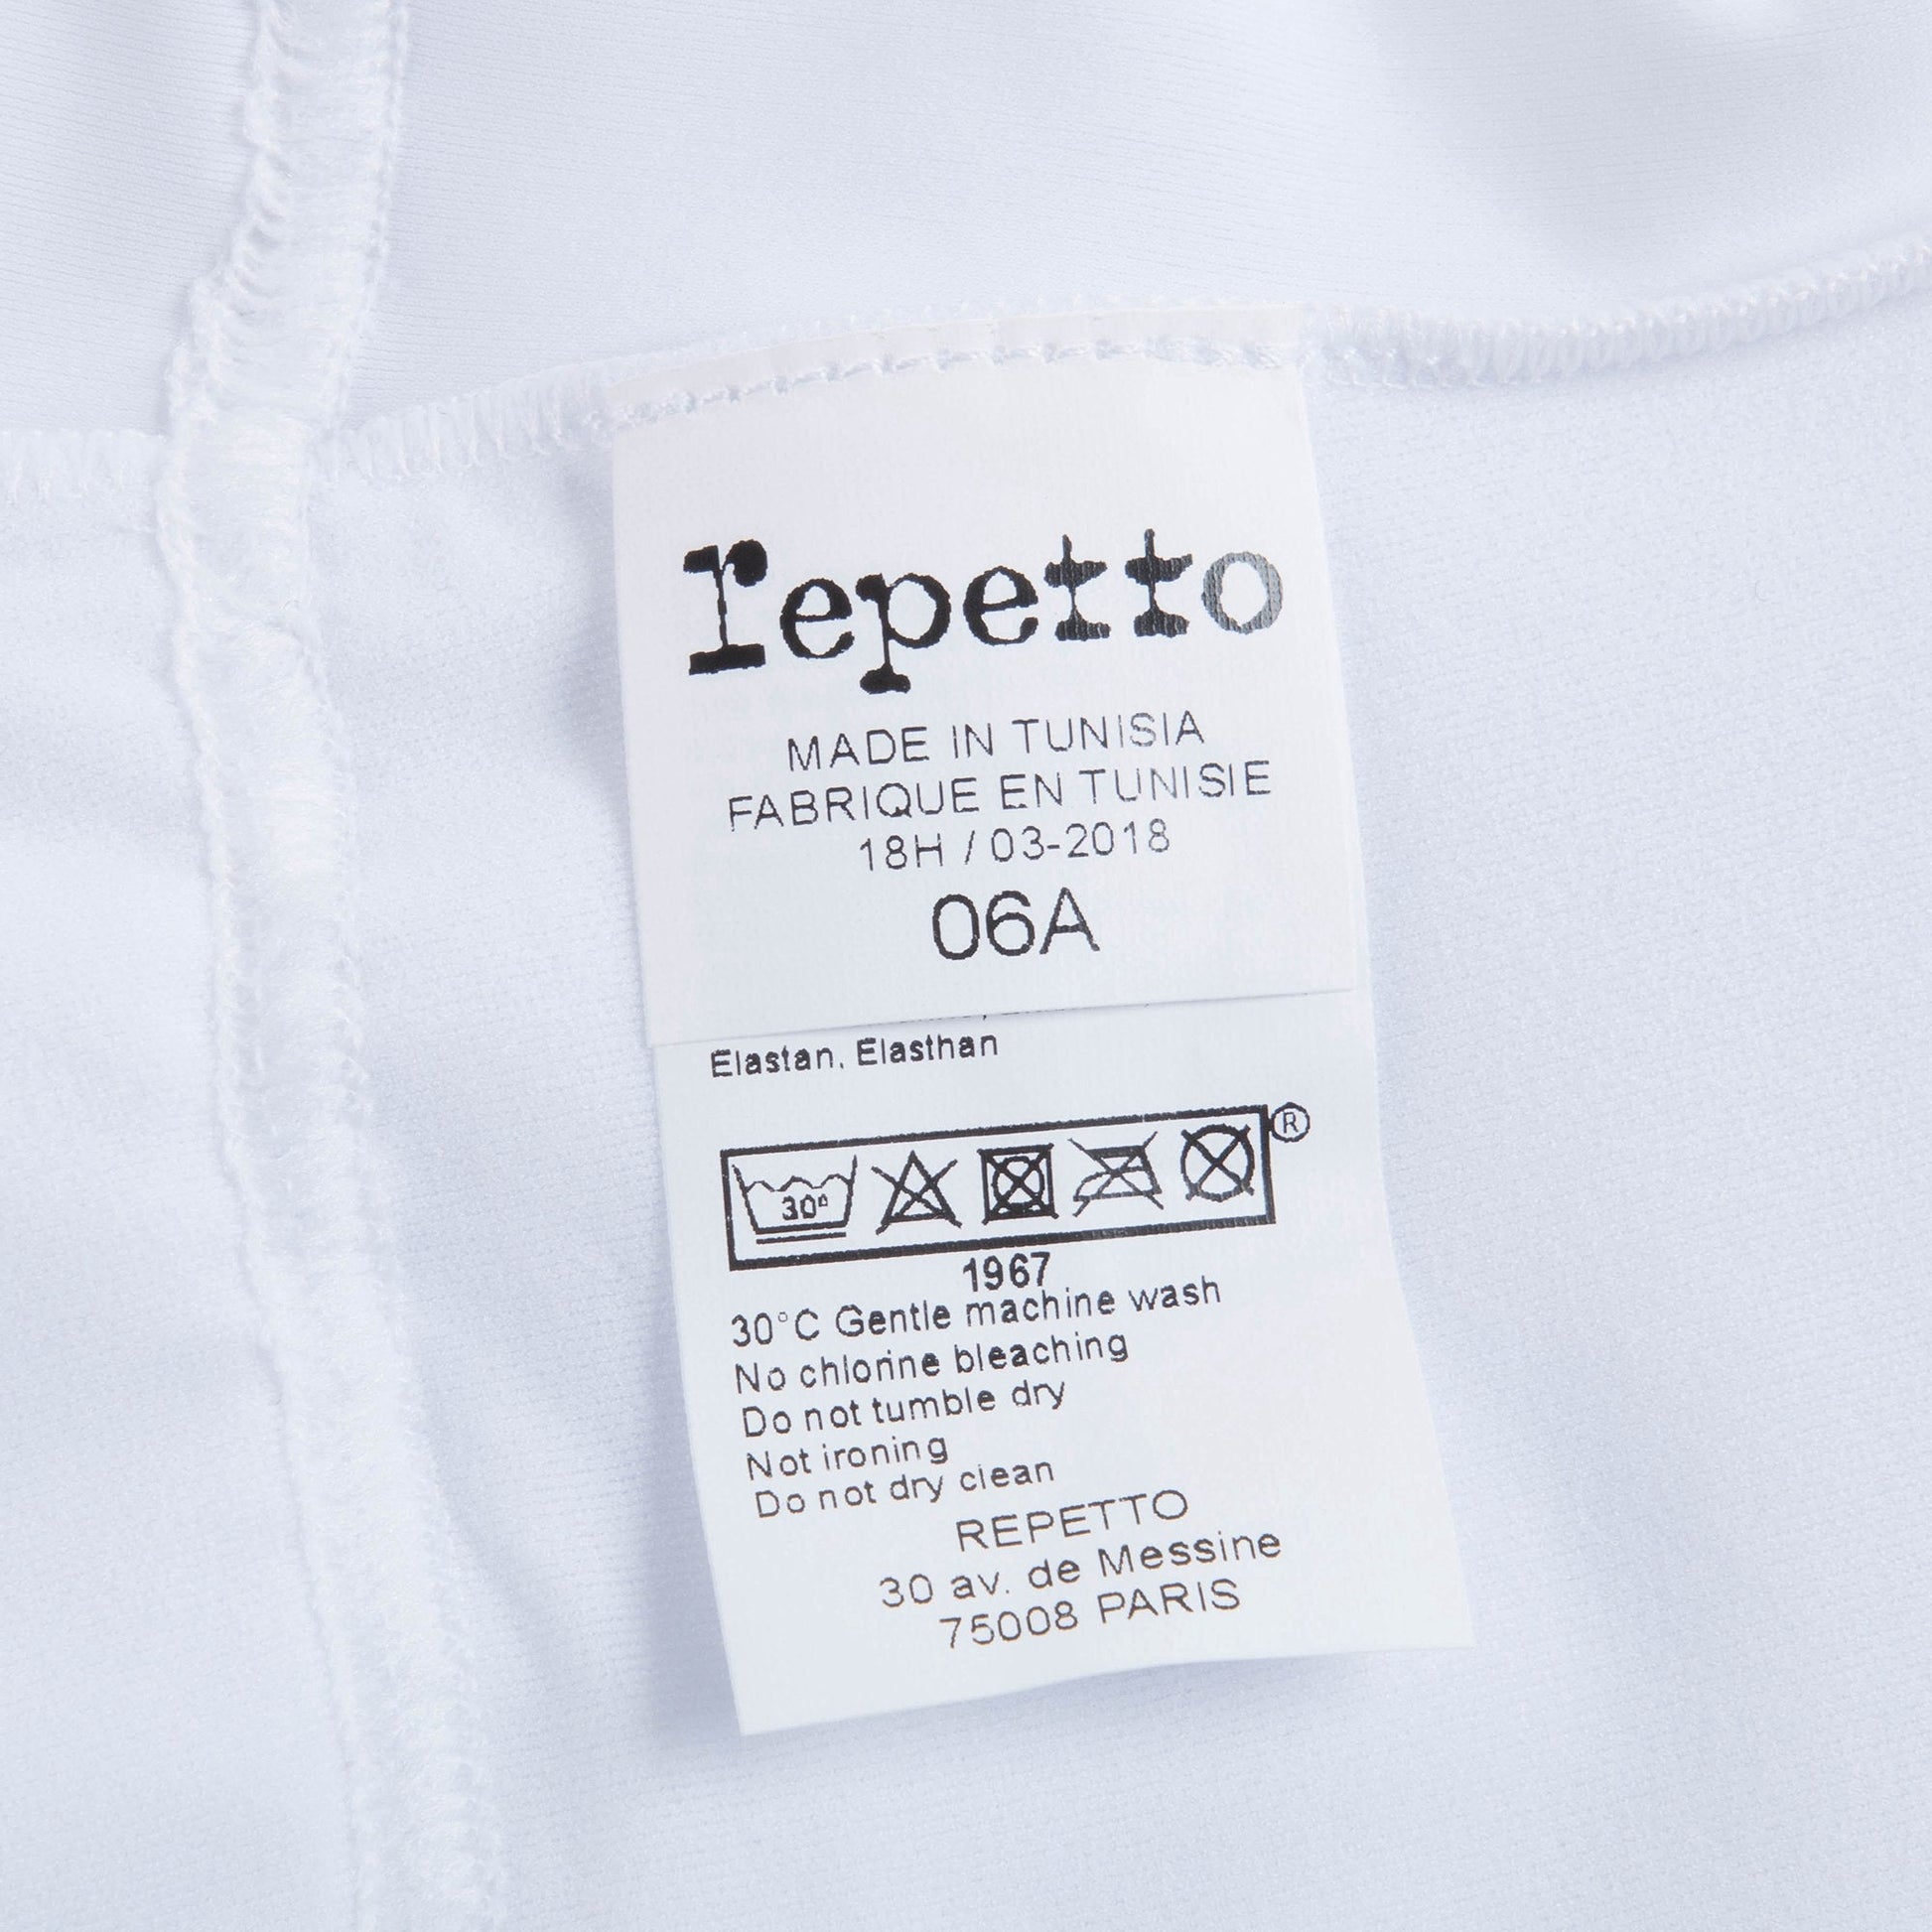 repetto
MADE IN TUNISIA
FABRIQUE EN TUNISIE
18H / 03-2018
06A
Elastan, Elasthan
®
30°
1967
30°C Gentle machine wash
No chlorine bleaching
Do not tumble dry
Not ironing
Do not dry clean
REPETTO
30 av. de Messine
75008 PARIS